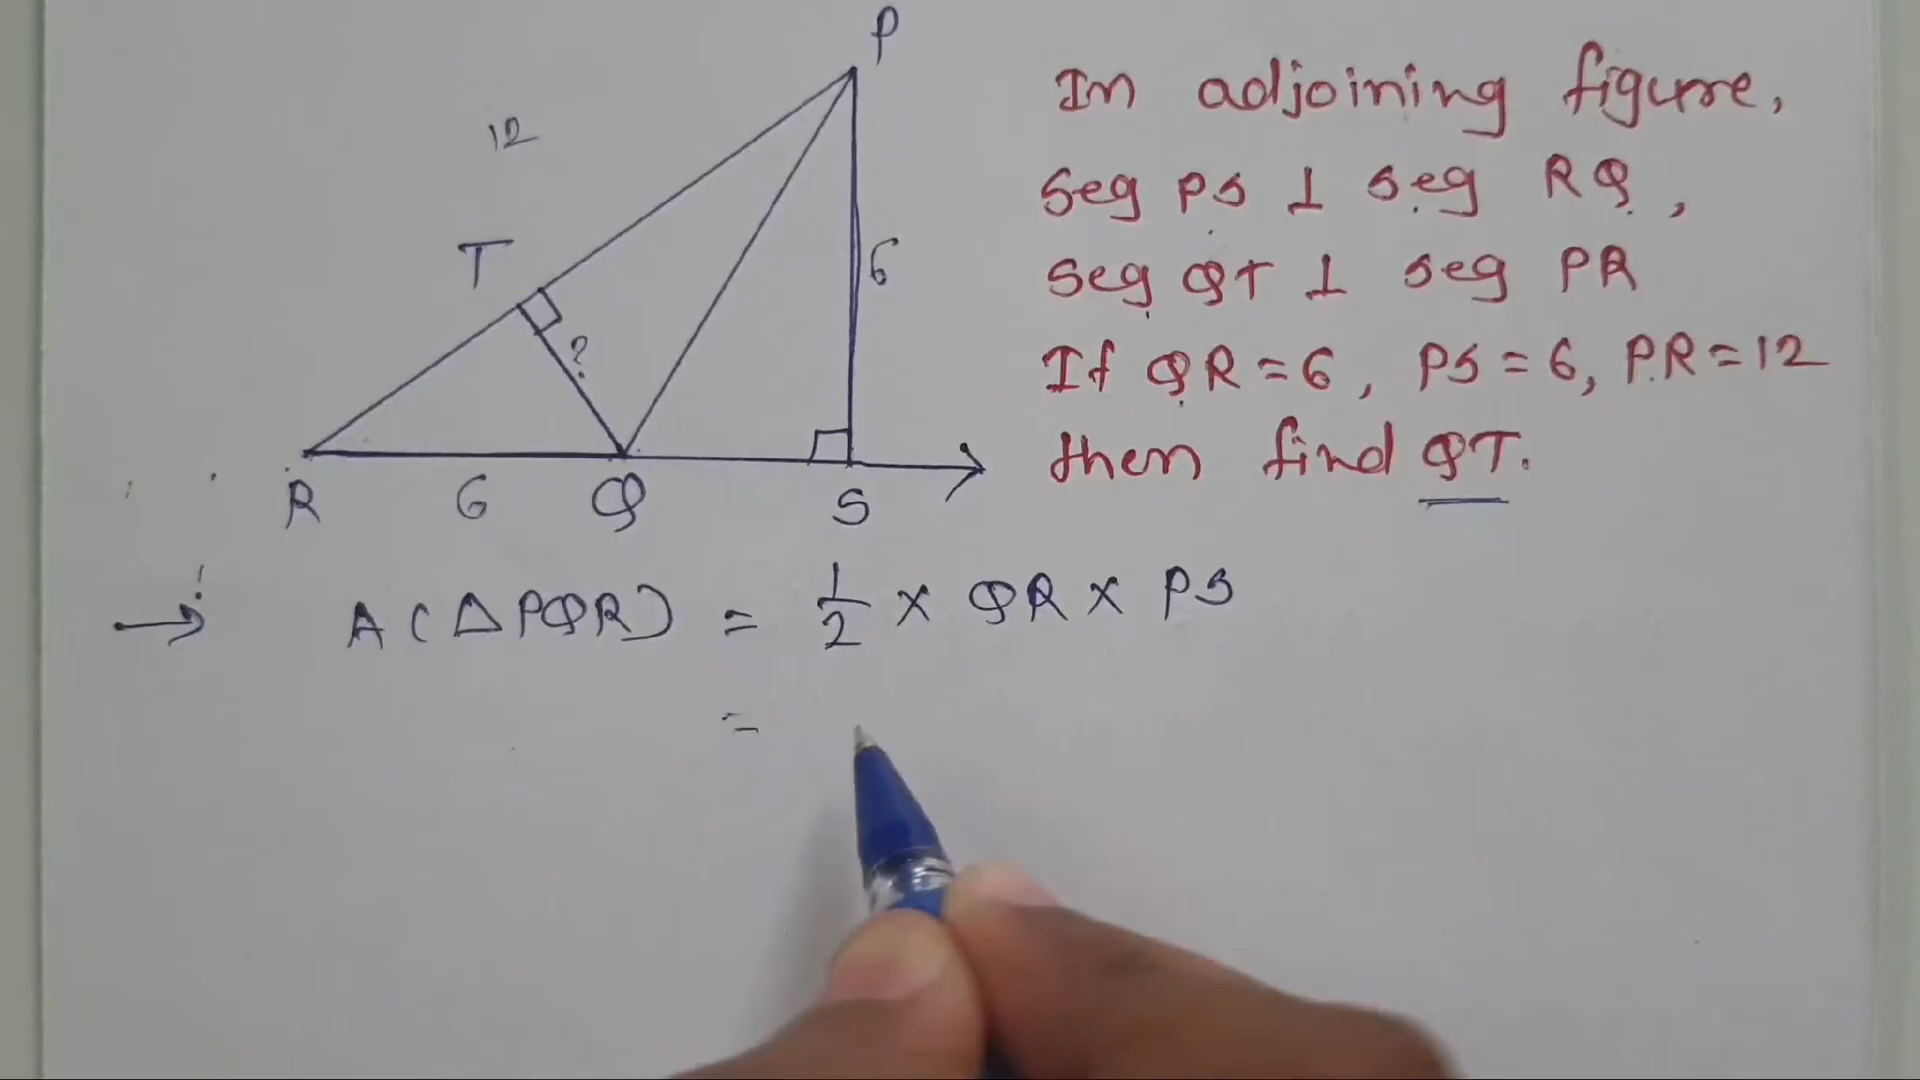 P
In adjoining figure,
12
seg PS ⊥ seg RQ,
T
6
seg QT ⊥ seg PR
?
If QR = 6, PS = 6, PR = 12
then find QT.
R 6 Q S
→ A(△PQR) = 1/2 × QR × PS
=